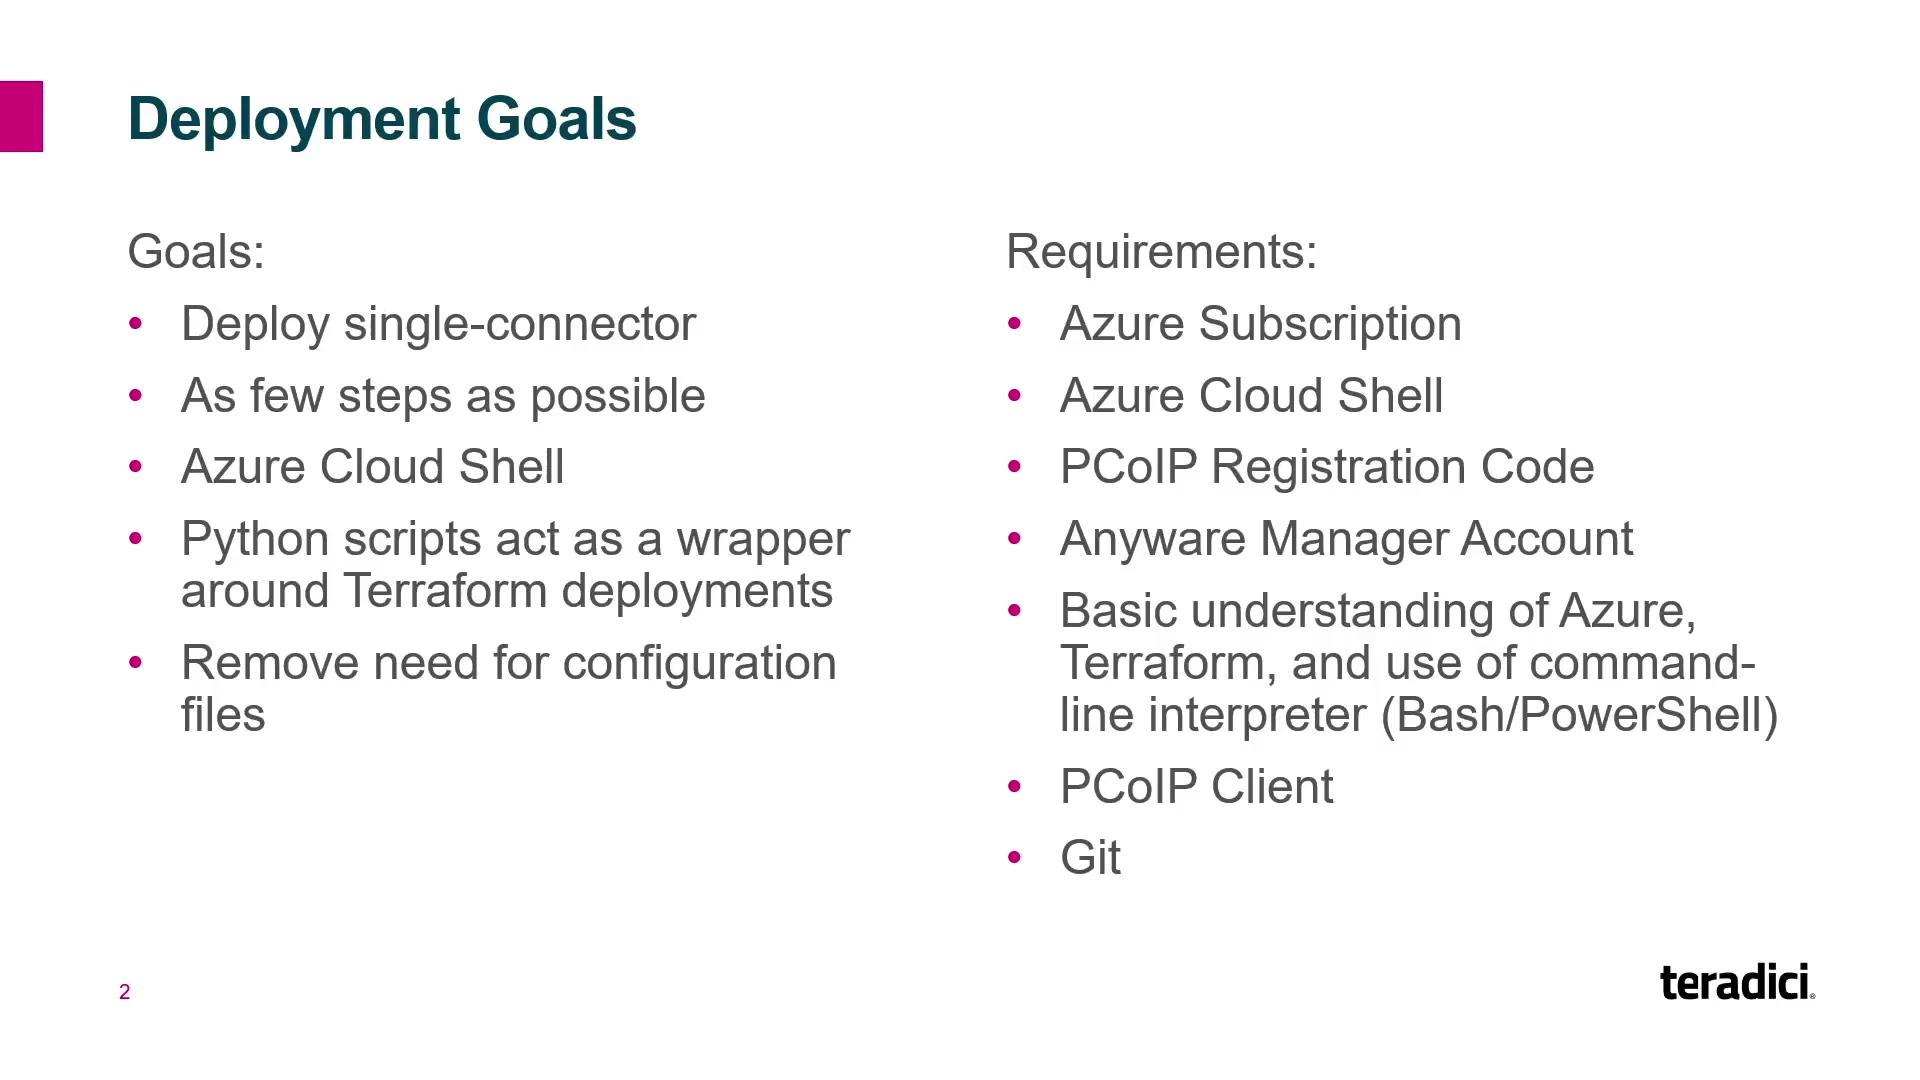 Deployment Goals
Goals:
• Deploy single-connector
• As few steps as possible
• Azure Cloud Shell
• Python scripts act as a wrapper
around Terraform deployments
• Remove need for configuration
files
Requirements:
• Azure Subscription
• Azure Cloud Shell
• PCoIP Registration Code
• Anyware Manager Account
• Basic understanding of Azure,
Terraform, and use of command-
line interpreter (Bash/PowerShell)
• PCoIP Client
• Git
2
teradici®